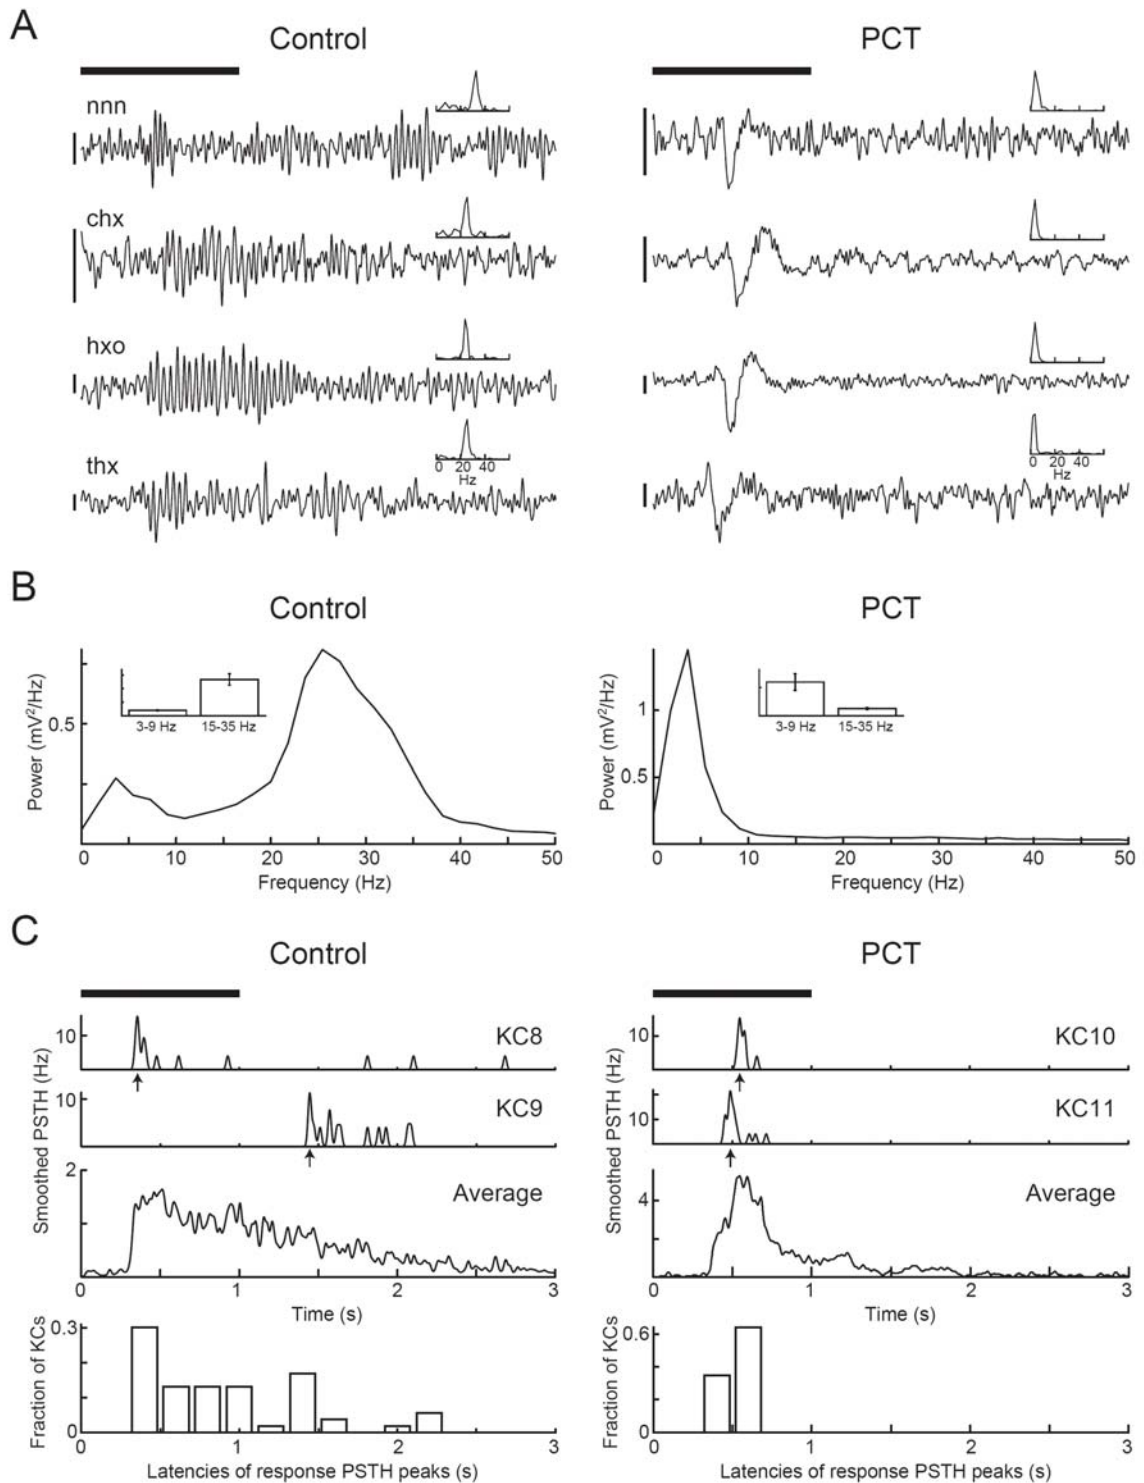 A
Control
PCT
nnn
chx
hxo
thx
0 20 40
Hz
0 20 40
Hz
B
Control
PCT
Power (mV²/Hz)
0.5
3-9 Hz
15-35 Hz
0 10 20 30 40 50
Frequency (Hz)
Power (mV²/Hz)
1
0.5
3-9 Hz
15-35 Hz
0 10 20 30 40 50
Frequency (Hz)
C
Control
PCT
Smoothed PSTH (Hz)
10
KC8
10
KC9
2
Average
0
0 1 2 3
Time (s)
Smoothed PSTH (Hz)
10
KC10
10
KC11
4
Average
0
0 1 2 3
Time (s)
Fraction of KCs
0.3
0
0 1 2 3
Latencies of response PSTH peaks (s)
Fraction of KCs
0.6
0
0 1 2 3
Latencies of response PSTH peaks (s)